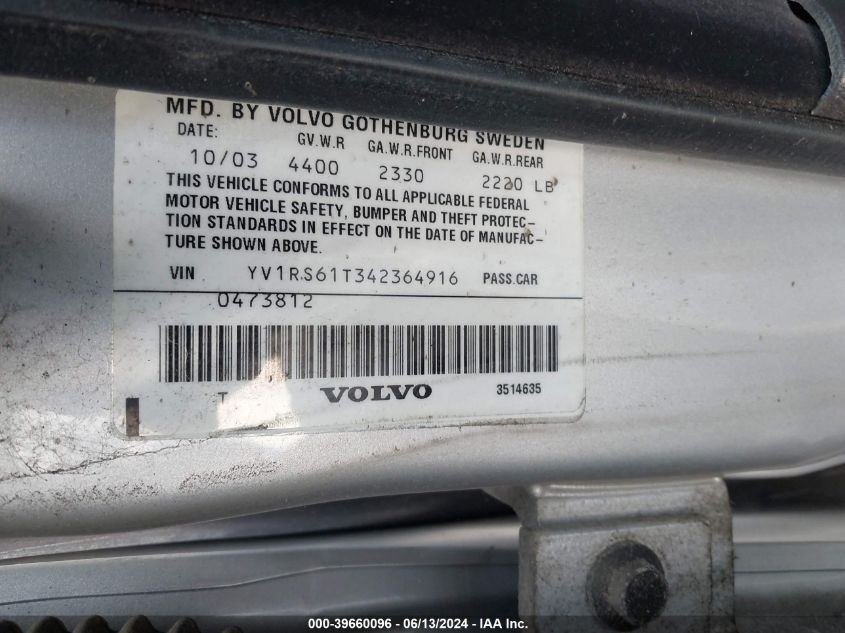 MFD. BY VOLVO GOTHENBURG SWEDEN
DATE: GV.W.R GA.W.R.FRONT GA.W.R.REAR
10/03 4400 2330 2220 LB
THIS VEHICLE CONFORMS TO ALL APPLICABLE FEDERAL
MOTOR VEHICLE SAFETY, BUMPER AND THEFT PROTEC-
TION STANDARDS IN EFFECT ON THE DATE OF MANUFAC-
TURE SHOWN ABOVE.
VIN YV1RS61T342364916 PASS.CAR
0473812
T VOLVO 3514635
000-39660096 - 06/13/2024 - IAA Inc.